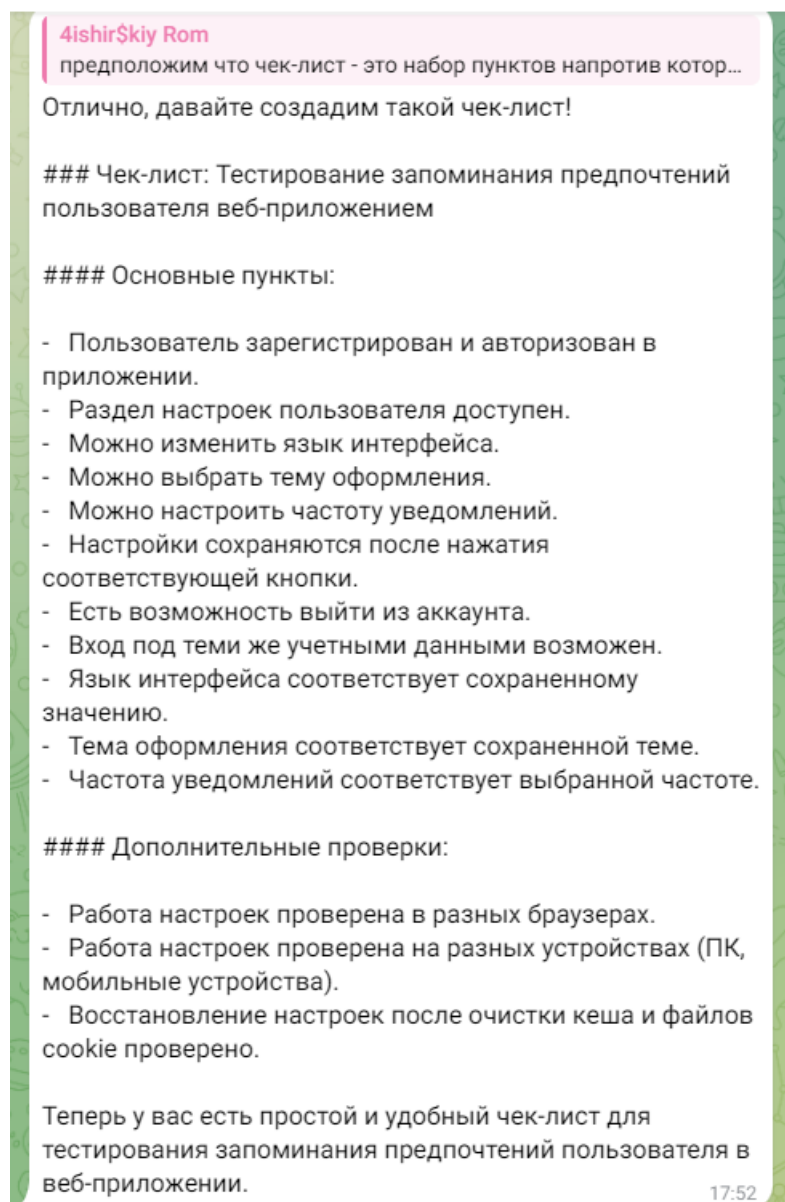 4ishir$kiy Rom
предположим что чек-лист - это набор пунктов напротив котор...
Отлично, давайте создадим такой чек-лист!
### Чек-лист: Тестирование запоминания предпочтений
пользователя веб-приложением
#### Основные пункты:
- Пользователь зарегистрирован и авторизован в
приложении.
- Раздел настроек пользователя доступен.
- Можно изменить язык интерфейса.
- Можно выбрать тему оформления.
- Можно настроить частоту уведомлений.
- Настройки сохраняются после нажатия
соответствующей кнопки.
- Есть возможность выйти из аккаунта.
- Вход под теми же учетными данными возможен.
- Язык интерфейса соответствует сохраненному
значению.
- Тема оформления соответствует сохраненной теме.
- Частота уведомлений соответствует выбранной частоте.
#### Дополнительные проверки:
- Работа настроек проверена в разных браузерах.
- Работа настроек проверена на разных устройствах (ПК,
мобильные устройства).
- Восстановление настроек после очистки кеша и файлов
cookie проверено.
Теперь у вас есть простой и удобный чек-лист для
тестирования запоминания предпочтений пользователя в
веб-приложении.
17:52